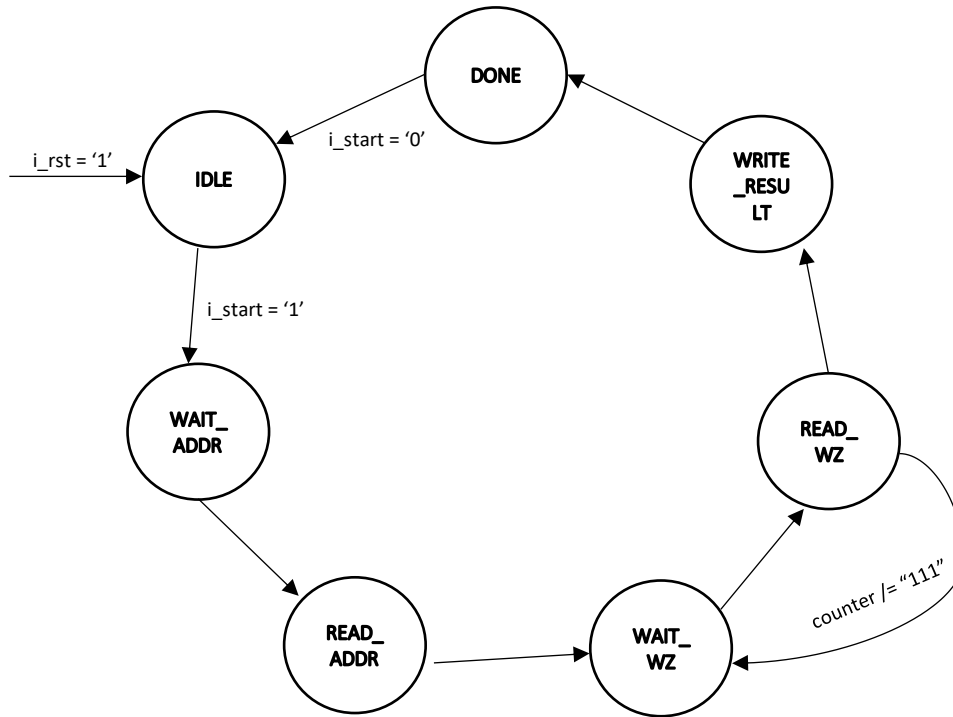 DONE
i_start = ‘0’
i_rst = ‘1’
IDLE
WRITE
_RESU
LT
i_start = ‘1’
WAIT_
ADDR
READ_
WZ
counter /= “111”
READ_
ADDR
WAIT_
WZ